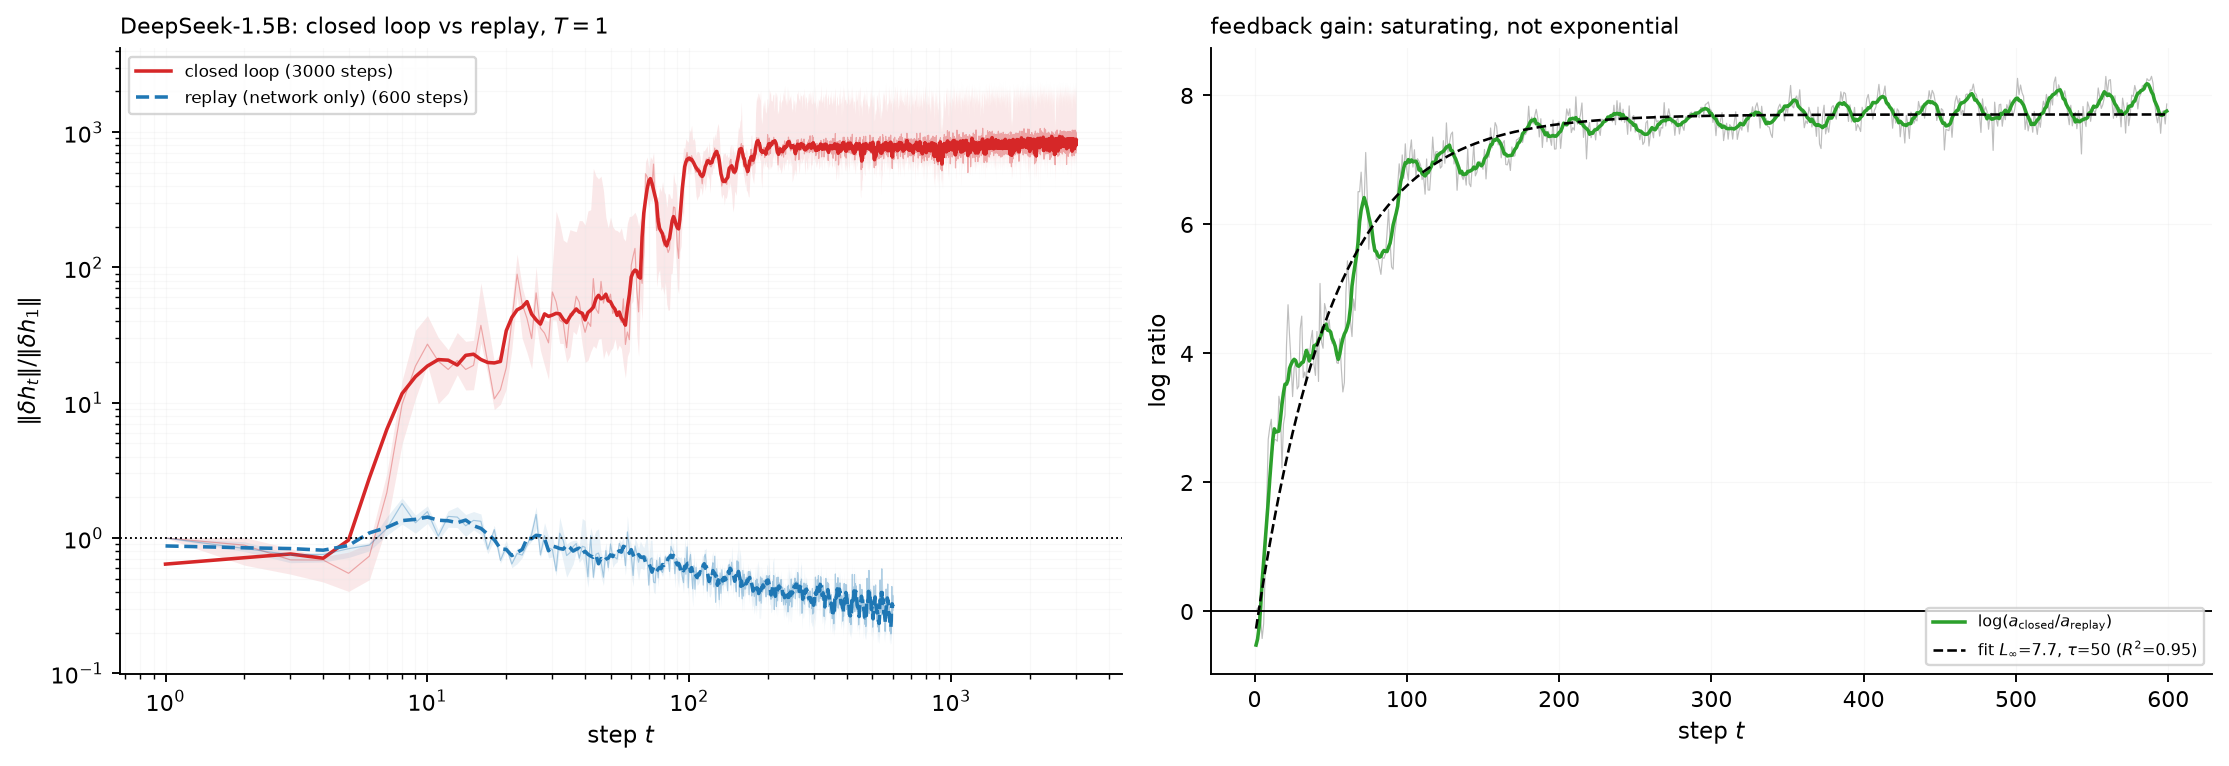 DeepSeek-1.5B: closed loop vs replay, T = 1
closed loop (3000 steps)
replay (network only) (600 steps)
10³
10²
10¹
10⁰
10⁻¹
‖δhₜ‖/‖δh₁‖
10⁰ 10¹ 10² 10³
step t
feedback gain: saturating, not exponential
8
6
4
2
0
log ratio
log(a_closed/a_replay)
fit L∞=7.7, τ=50 (R²=0.95)
0 100 200 300 400 500 600
step t